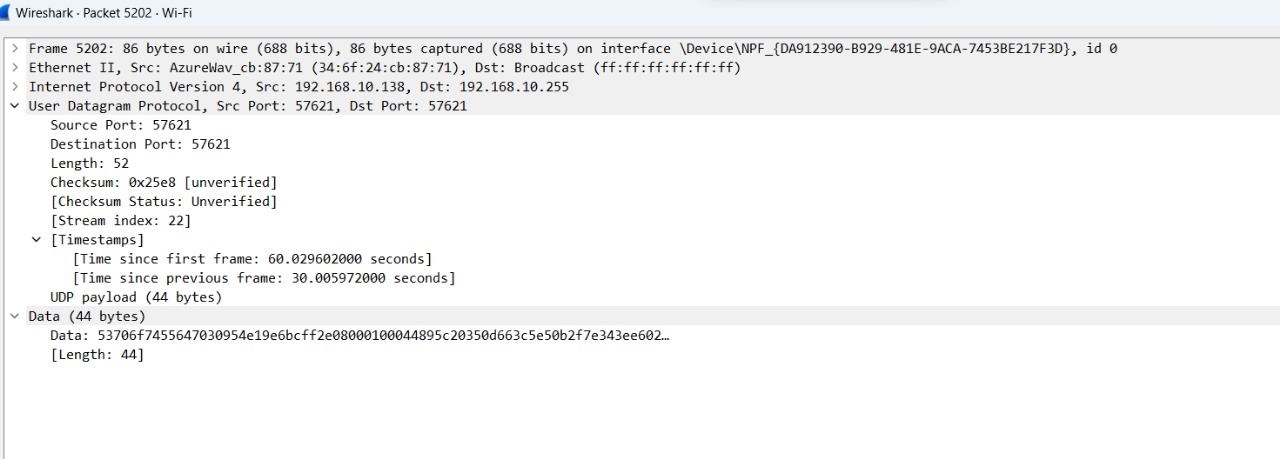 Wireshark · Packet 5202 · Wi-Fi
Frame 5202: 86 bytes on wire (688 bits), 86 bytes captured (688 bits) on interface \Device\NPF_{DA912390-B929-481E-9ACA-7453BE217F3D}, id 0
Ethernet II, Src: AzureWav_cb:87:71 (34:6f:24:cb:87:71), Dst: Broadcast (ff:ff:ff:ff:ff:ff)
Internet Protocol Version 4, Src: 192.168.10.138, Dst: 192.168.10.255
User Datagram Protocol, Src Port: 57621, Dst Port: 57621
Source Port: 57621
Destination Port: 57621
Length: 52
Checksum: 0x25e8 [unverified]
[Checksum Status: Unverified]
[Stream index: 22]
[Timestamps]
[Time since first frame: 60.029602000 seconds]
[Time since previous frame: 30.005972000 seconds]
UDP payload (44 bytes)
Data (44 bytes)
Data: 53706f7455647030954e19e6bcff2e08000100044895c20350d663c5e50b2f7e343ee602…
[Length: 44]